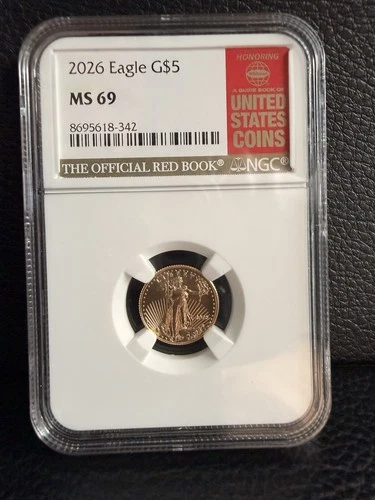 2026 Eagle G$5
MS 69
8695618-342
HONORING
A GUIDE BOOK OF
UNITED
STATES
COINS
THE OFFICIAL RED BOOK®
NGC®